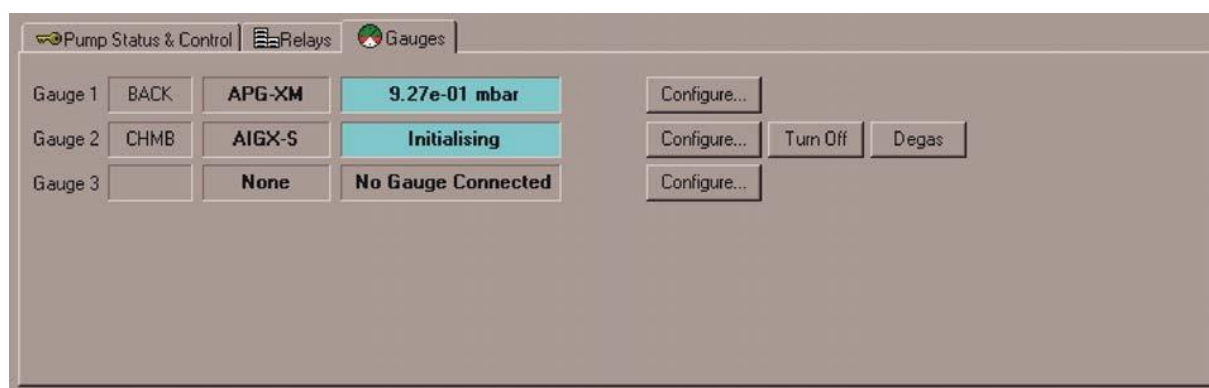 Pump Status & Control Relays Gauges
Gauge 1 BACK APG-XM 9.27e-01 mbar Configure...
Gauge 2 CHMB AIGX-S Initialising Configure... Turn Off Degas
Gauge 3 None No Gauge Connected Configure...